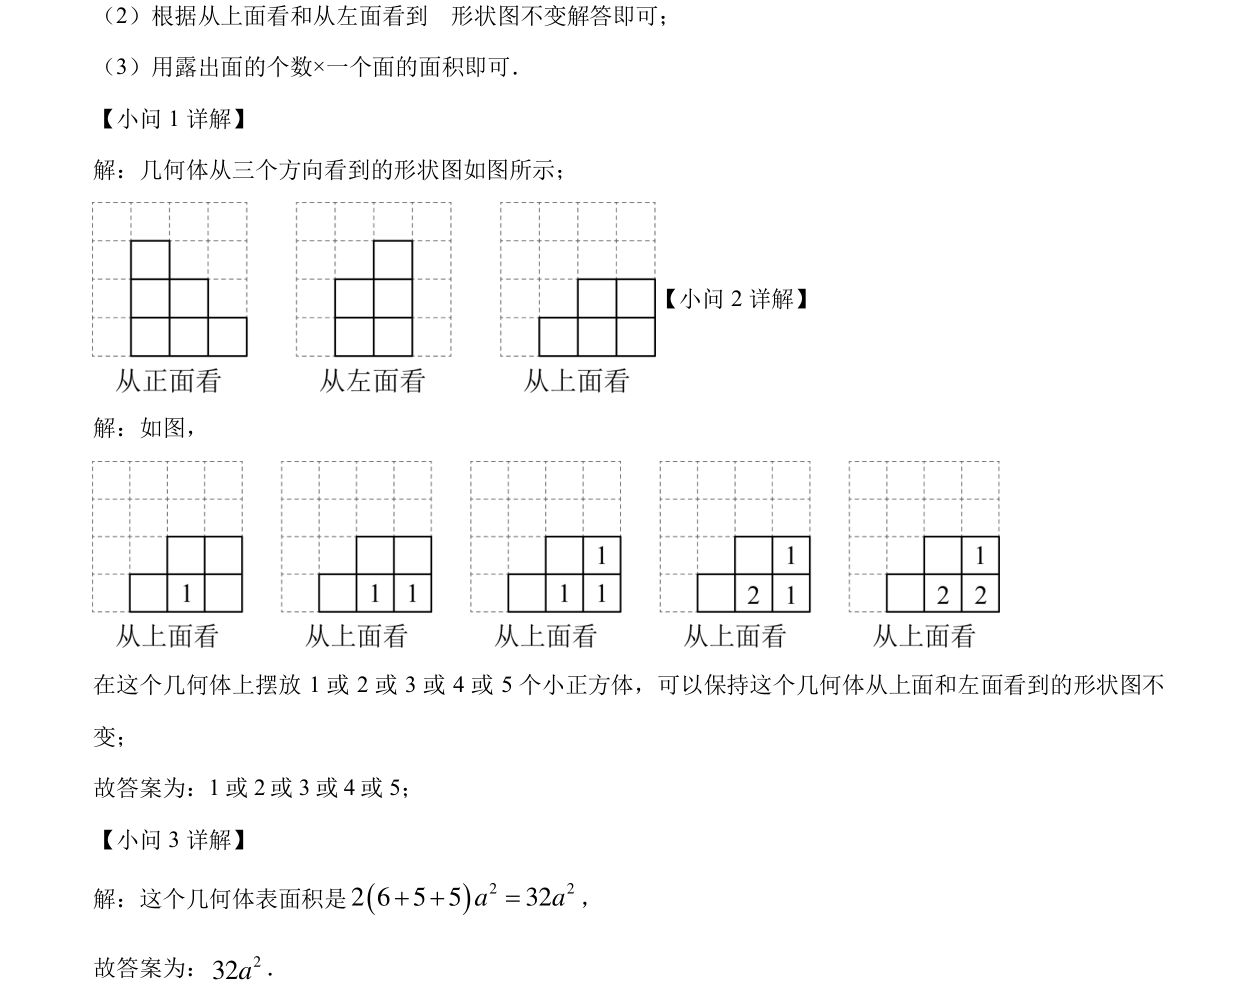 （2）根据从上面看和从左面看到　形状图不变解答即可；
（3）用露出面的个数×一个面的面积即可．
【小问 1 详解】
解：几何体从三个方向看到的形状图如图所示；
【小问 2 详解】
从正面看 从左面看 从上面看
解：如图，
1 1 1
1 1 1 1 1 2 1 2 2
从上面看 从上面看 从上面看 从上面看 从上面看
在这个几何体上摆放 1 或 2 或 3 或 4 或 5 个小正方体，可以保持这个几何体从上面和左面看到的形状图不
变；
故答案为：1 或 2 或 3 或 4 或 5；
【小问 3 详解】
解：这个几何体表面积是 2(6+5+5)a² = 32a²，
故答案为：32a²．